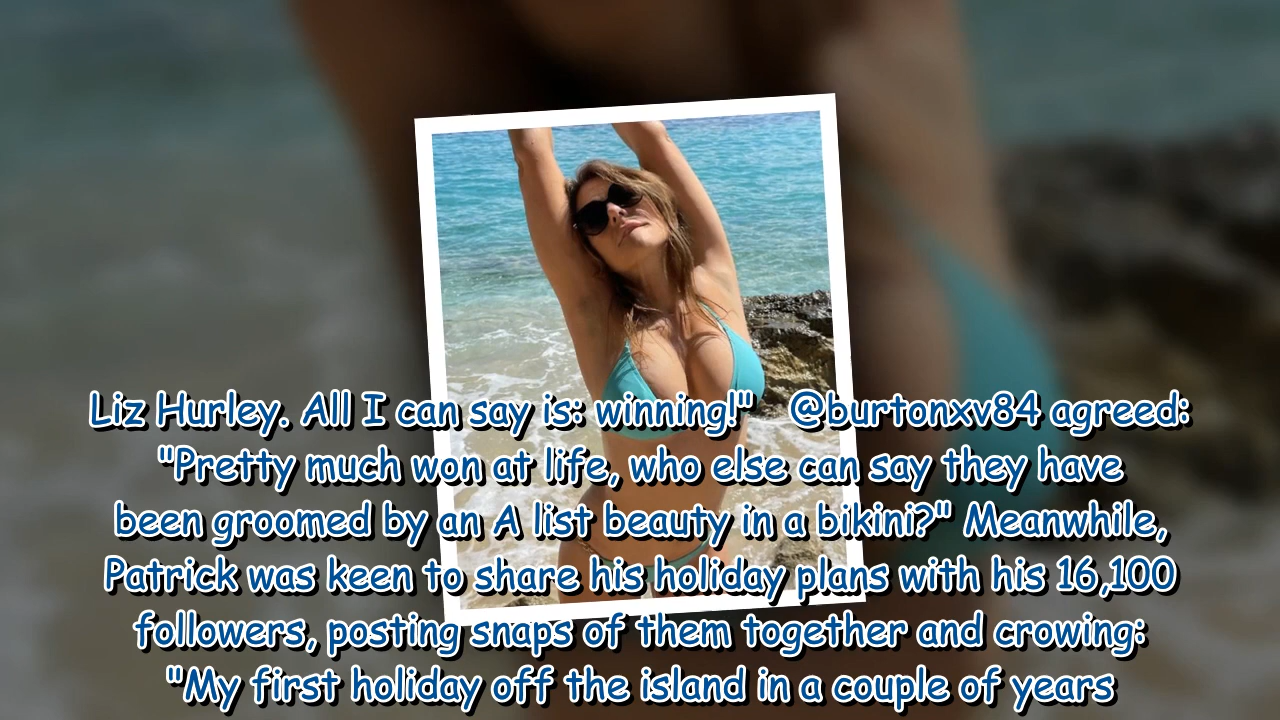 Liz Hurley. All I can say is: winning!" @burtonxv84 agreed:
"Pretty much won at life, who else can say they have
been groomed by an A list beauty in a bikini?" Meanwhile,
Patrick was keen to share his holiday plans with his 16,100
followers, posting snaps of them together and crowing:
"My first holiday off the island in a couple of years